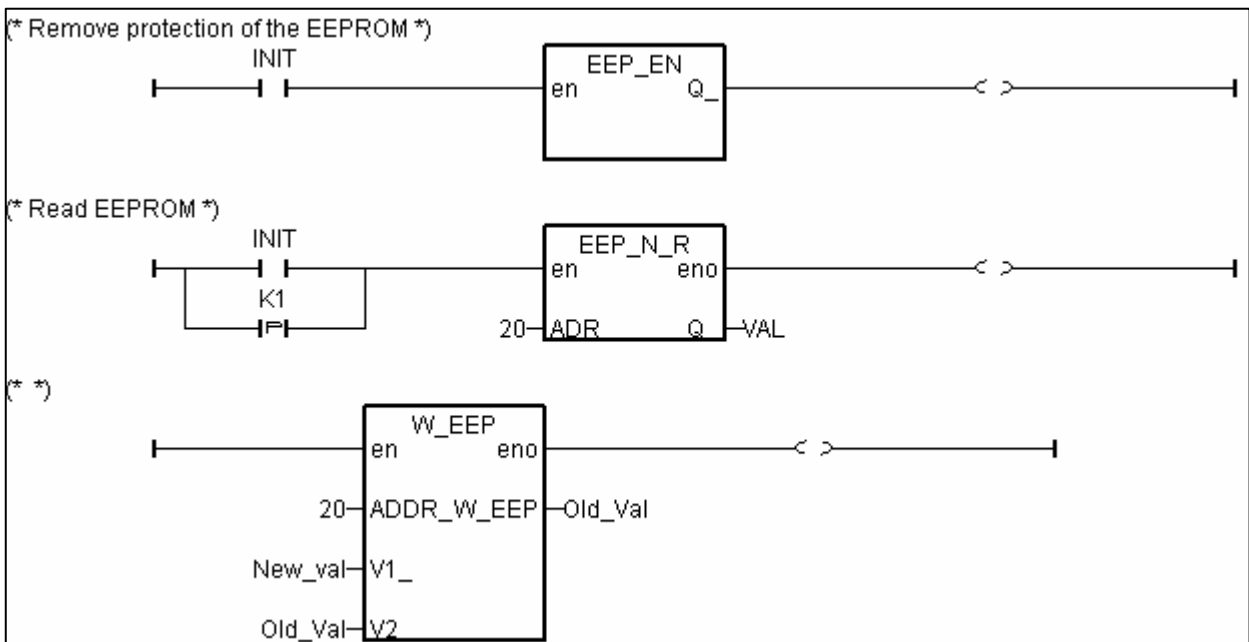 (* Remove protection of the EEPROM *)
INIT
EEP_EN
en Q_
(* Read EEPROM *)
INIT
EEP_N_R
en eno
K1
P
20 ADR Q VAL
(* *)
W_EEP
en eno
20 ADDR_W_EEP Old_Val
New_val V1_
Old_Val V2